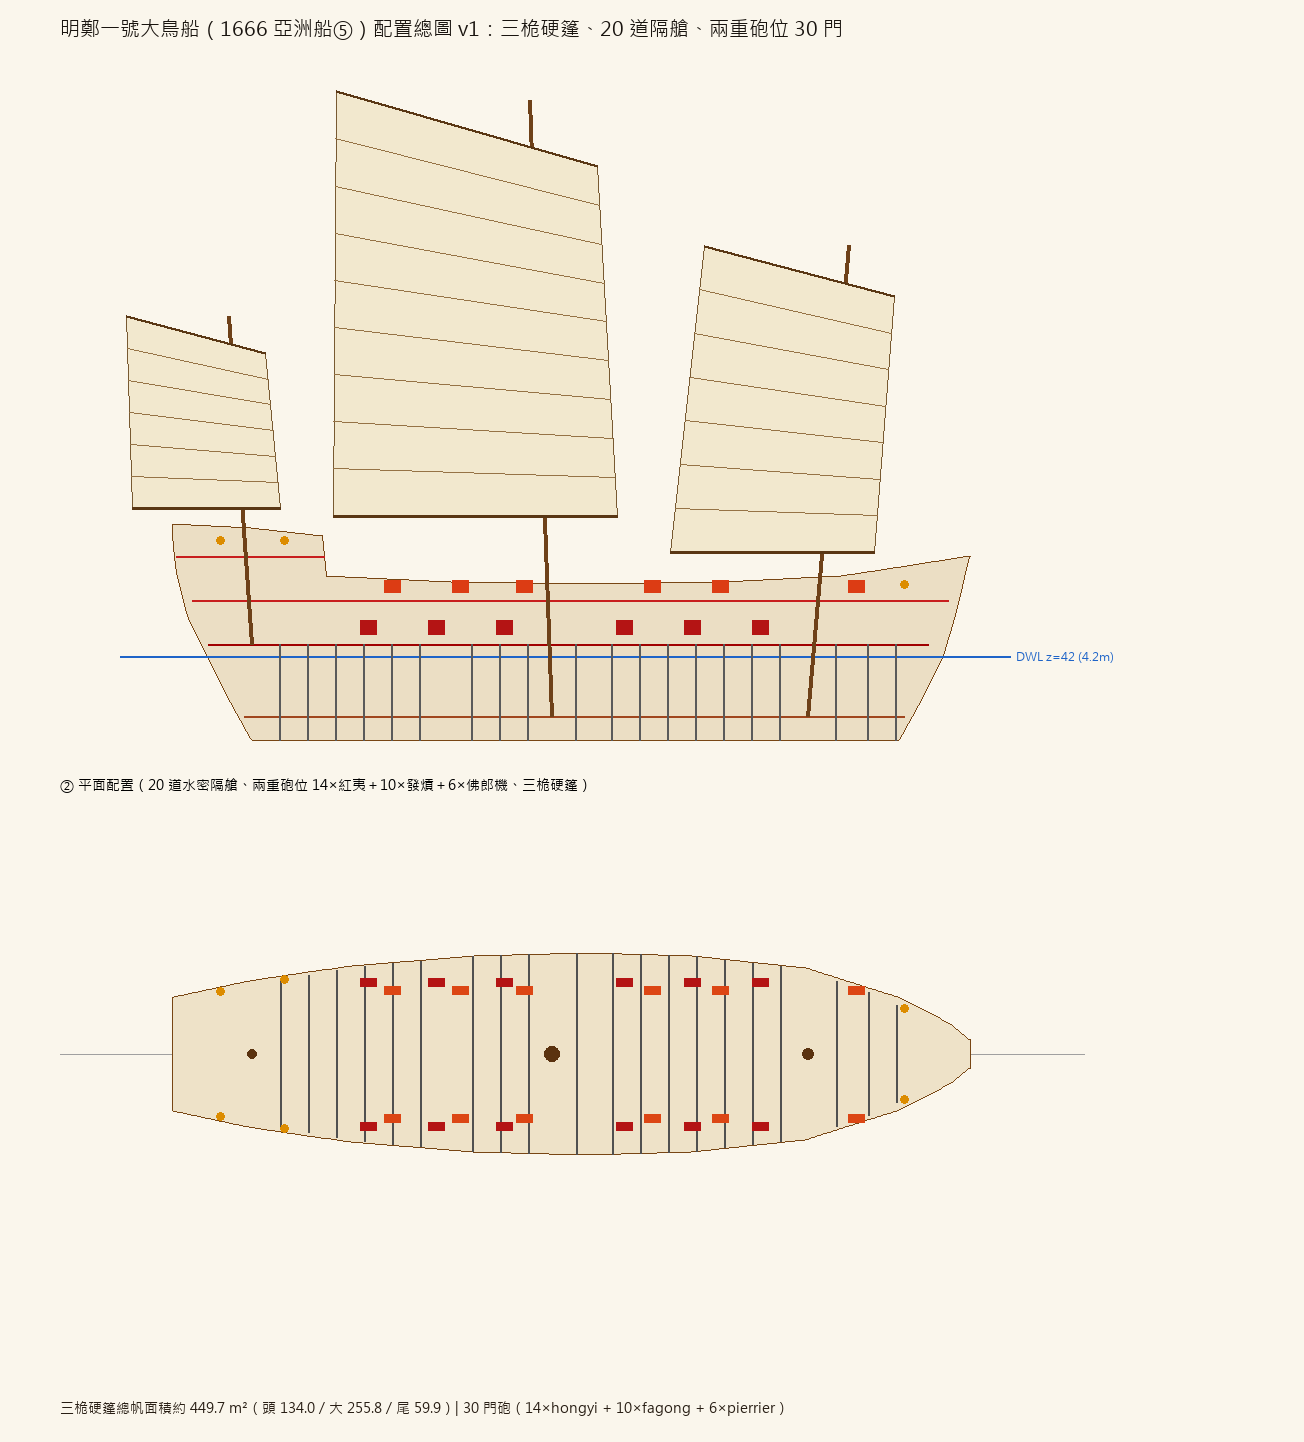 明鄭一號大鳥船（1666 亞洲船⑤）配置總圖 v1：三桅硬篷、20 道隔艙、兩重砲位 30 門
DWL z=42 (4.2m)
② 平面配置（20 道水密隔艙、兩重砲位 14×紅夷＋10×發熕＋6×佛郎機、三桅硬篷）
三桅硬篷總帆面積約 449.7 m²（頭 134.0 / 大 255.8 / 尾 59.9）| 30 門砲（14×hongyi + 10×fagong + 6×pierrier）